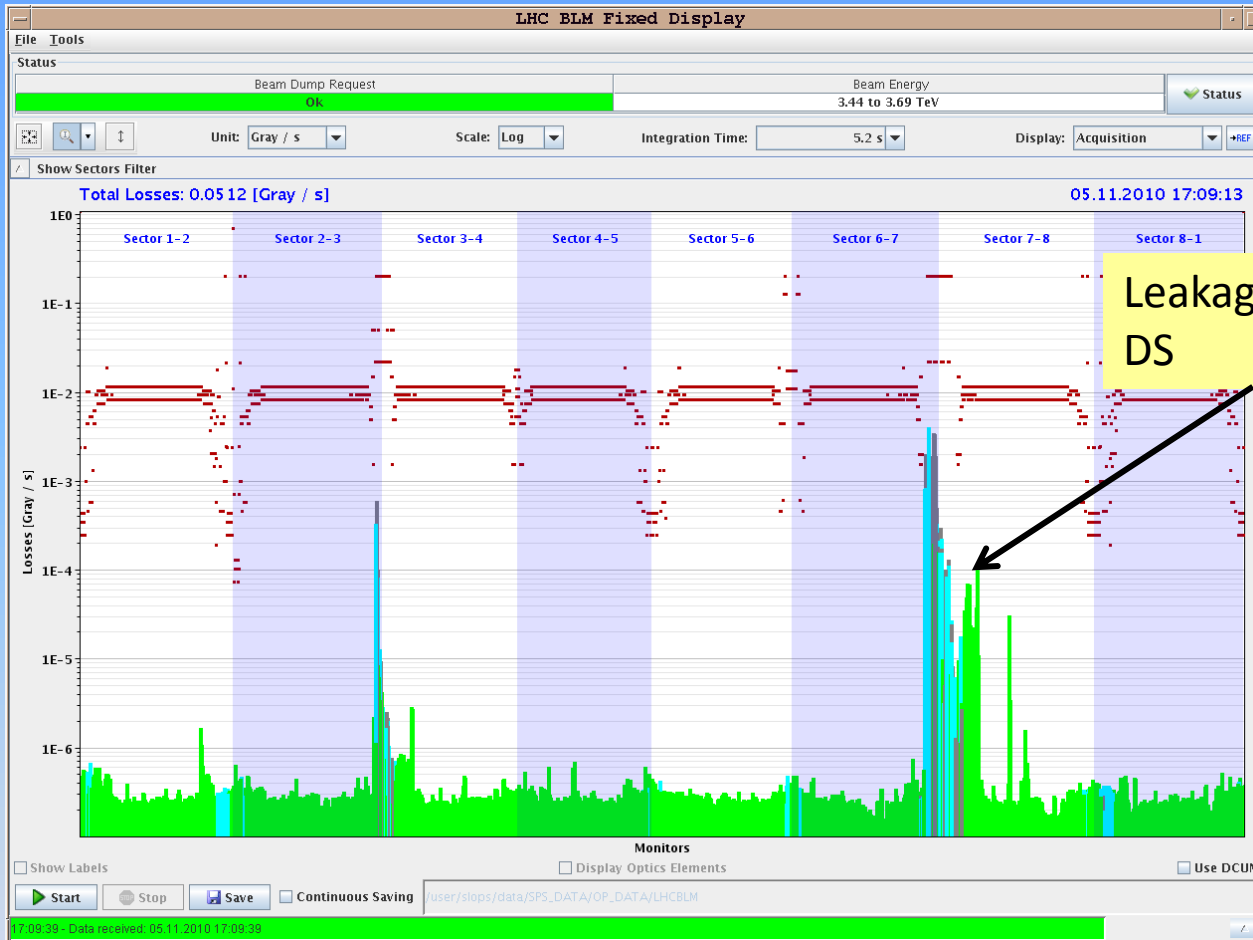 LHC BLM Fixed Display
File Tools
Status
Beam Dump Request Beam Energy
Ok 3.44 to 3.69 TeV
Status
Unit: Gray / s Scale: Log Integration Time: 5.2 s Display: Acquisition →REF
Show Sectors Filter
Total Losses: 0.0512 [Gray / s] 05.11.2010 17:09:13
1E0
Sector 1-2 Sector 2-3 Sector 3-4 Sector 4-5 Sector 5-6 Sector 6-7 Sector 7-8 Sector 8-1
Leakag
DS
1E-1
1E-2
1E-3
Losses [Gray / s]
1E-4
1E-5
1E-6
Monitors
Show Labels Display Optics Elements Use DCUM
Start Stop Save Continuous Saving /user/slops/data/SPS_DATA/OP_DATA/LHCBLM
17:09:39 - Data received: 05.11.2010 17:09:39